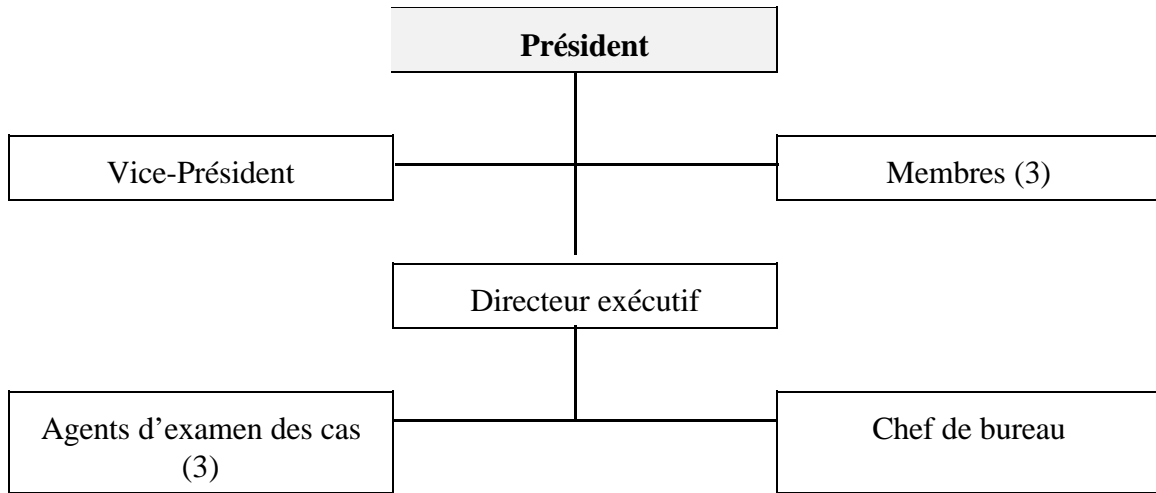 Président
Vice-Président
Membres (3)
Directeur exécutif
Agents d’examen des cas
(3)
Chef de bureau